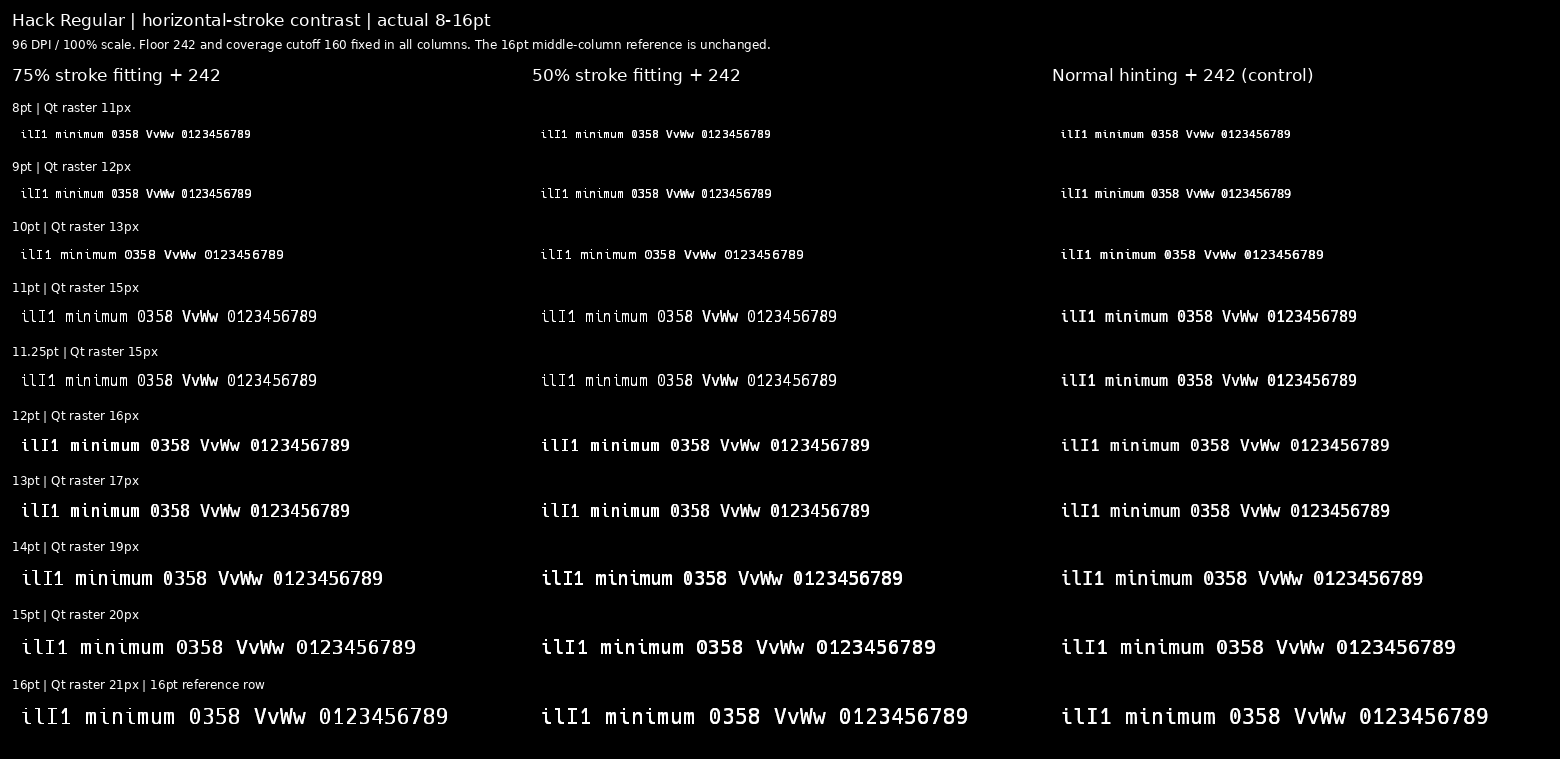 Hack Regular | horizontal-stroke contrast | actual 8-16pt
96 DPI / 100% scale. Floor 242 and coverage cutoff 160 fixed in all columns. The 16pt middle-column reference is unchanged.
75% stroke fitting + 242 50% stroke fitting + 242 Normal hinting + 242 (control)
8pt | Qt raster 11px
ilI1 minimum 0358 VvWw 0123456789 ilI1 minimum 0358 VvWw 0123456789 ilI1 minimum 0358 VvWw 0123456789
9pt | Qt raster 12px
ilI1 minimum 0358 VvWw 0123456789 ilI1 minimum 0358 VvWw 0123456789 ilI1 minimum 0358 VvWw 0123456789
10pt | Qt raster 13px
ilI1 minimum 0358 VvWw 0123456789 ilI1 minimum 0358 VvWw 0123456789 ilI1 minimum 0358 VvWw 0123456789
11pt | Qt raster 15px
ilI1 minimum 0358 VvWw 0123456789 ilI1 minimum 0358 VvWw 0123456789 ilI1 minimum 0358 VvWw 0123456789
11.25pt | Qt raster 15px
ilI1 minimum 0358 VvWw 0123456789 ilI1 minimum 0358 VvWw 0123456789 ilI1 minimum 0358 VvWw 0123456789
12pt | Qt raster 16px
ilI1 minimum 0358 VvWw 0123456789 ilI1 minimum 0358 VvWw 0123456789 ilI1 minimum 0358 VvWw 0123456789
13pt | Qt raster 17px
ilI1 minimum 0358 VvWw 0123456789 ilI1 minimum 0358 VvWw 0123456789 ilI1 minimum 0358 VvWw 0123456789
14pt | Qt raster 19px
ilI1 minimum 0358 VvWw 0123456789 ilI1 minimum 0358 VvWw 0123456789 ilI1 minimum 0358 VvWw 0123456789
15pt | Qt raster 20px
ilI1 minimum 0358 VvWw 0123456789 ilI1 minimum 0358 VvWw 0123456789 ilI1 minimum 0358 VvWw 0123456789
16pt | Qt raster 21px | 16pt reference row
ilI1 minimum 0358 VvWw 0123456789 ilI1 minimum 0358 VvWw 0123456789 ilI1 minimum 0358 VvWw 0123456789